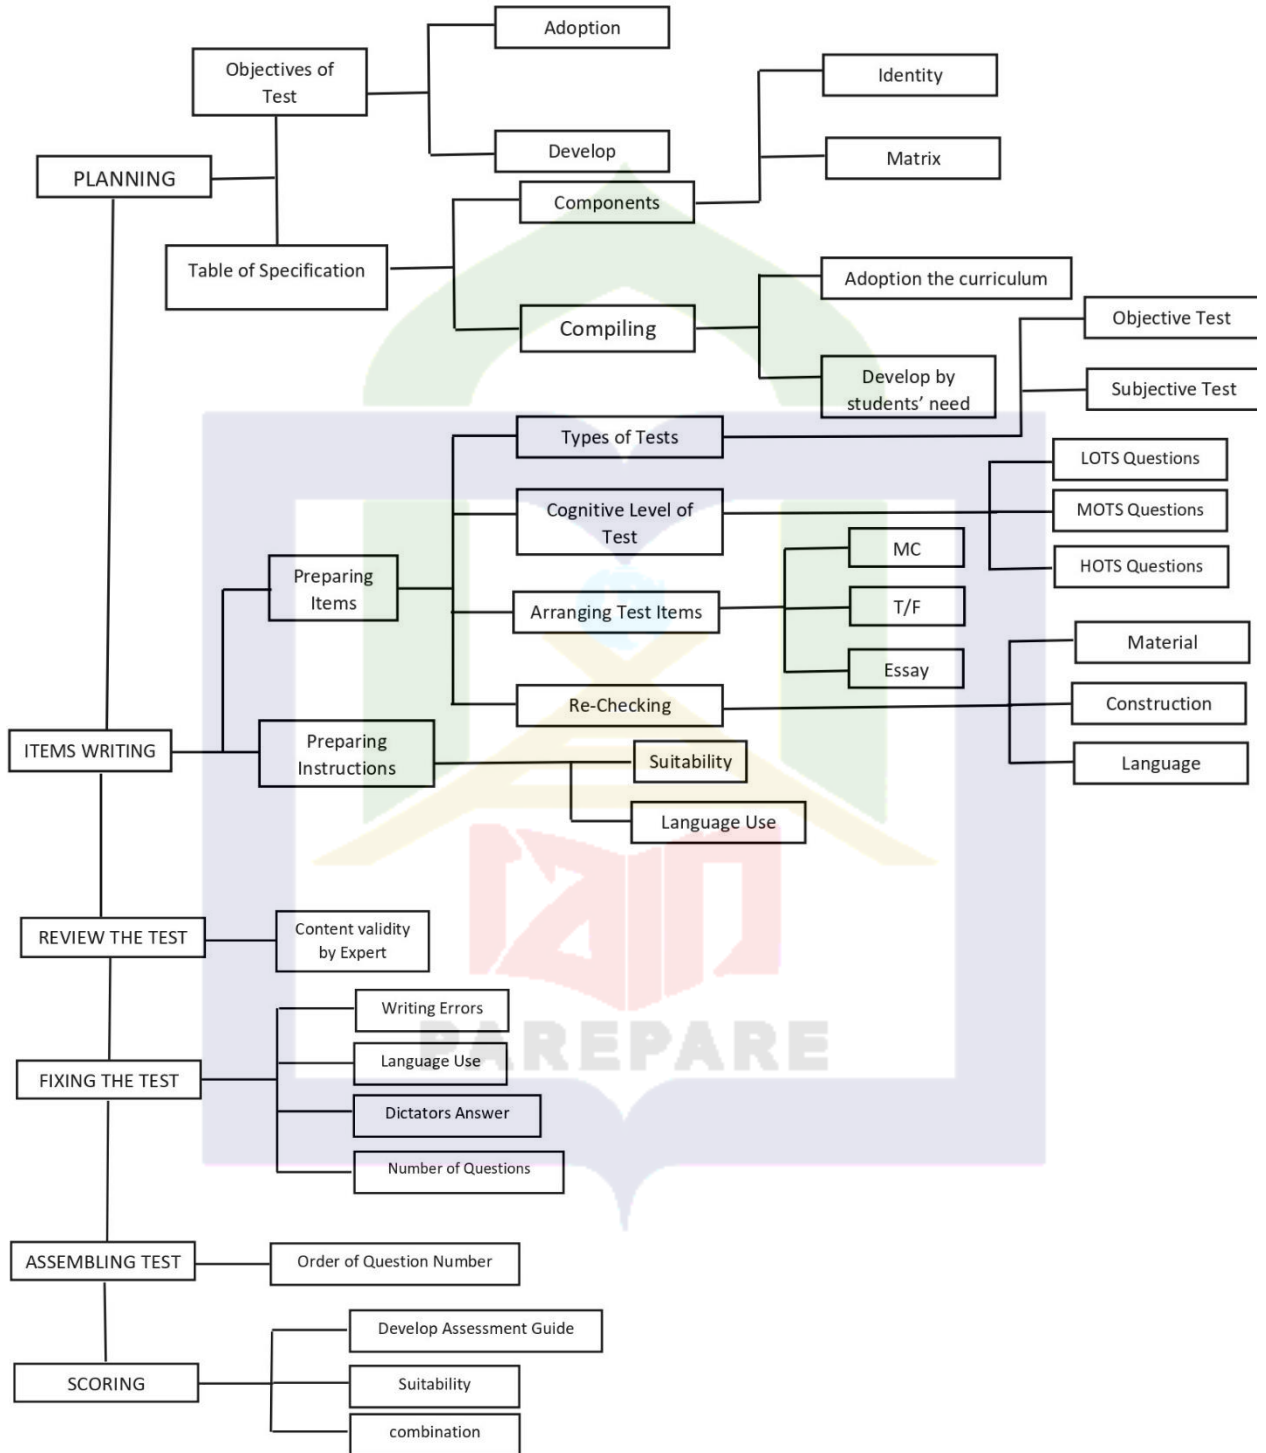 Adoption
Objectives of
Test
Identity
Develop
Matrix
PLANNING
Components
Table of Specification
Adoption the curriculum
Compiling
Objective Test
Develop by
students' need
Subjective Test
Types of Tests
LOTS Questions
Cognitive Level of
Test
MOTS Questions
MC
HOTS Questions
Preparing
Items
Arranging Test Items
T/F
Material
Essay
Re-Checking
Construction
ITEMS WRITING
Preparing
Instructions
Suitability
Language
Language Use
iain
REVIEW THE TEST
Content validity
by Expert
Writing Errors
PAREPARE
Language Use
FIXING THE TEST
Dictators Answer
Number of Questions
ASSEMBLING TEST
Order of Question Number
Develop Assessment Guide
SCORING
Suitability
combination